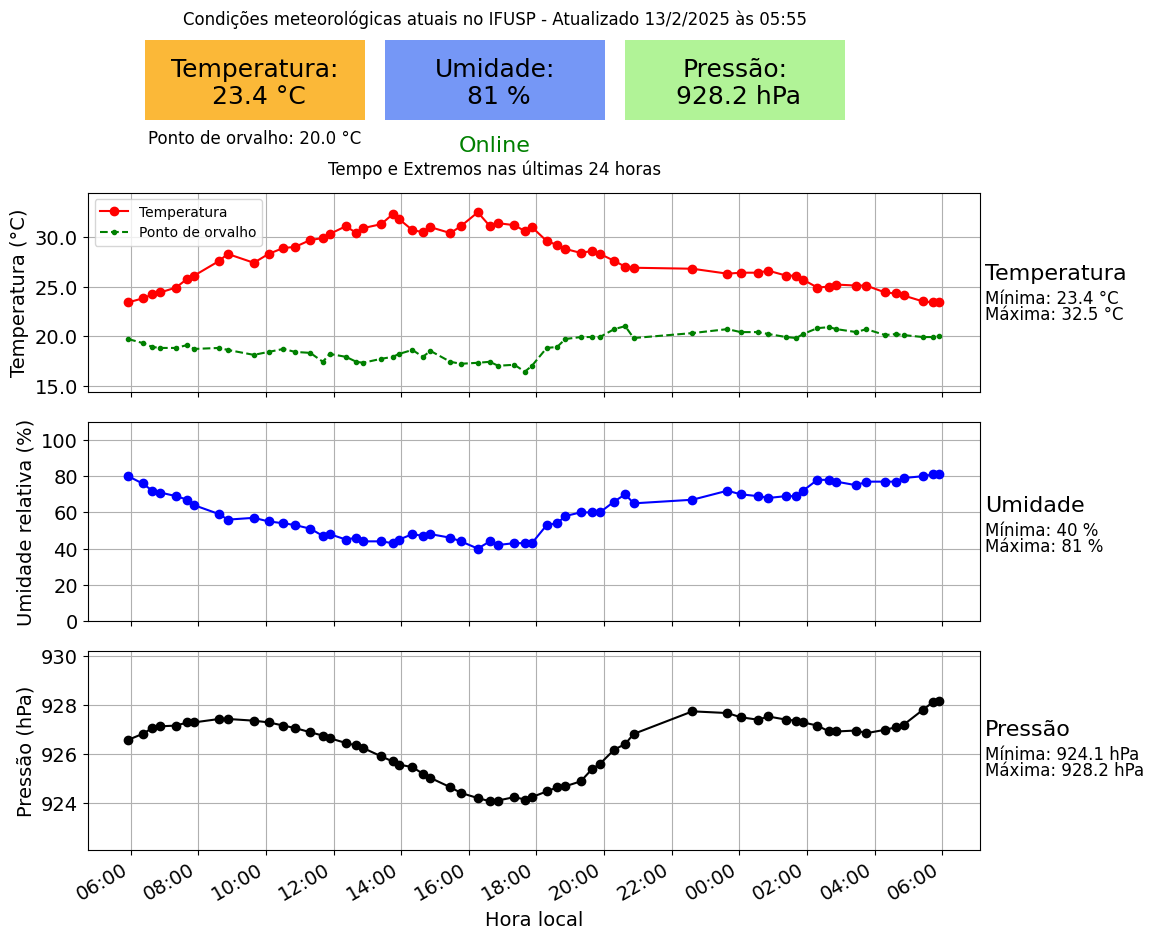 Condições meteorológicas atuais no IFUSP - Atualizado 13/2/2025 às 05:55
Temperatura:
23.4 °C
Umidade:
81 %
Pressão:
928.2 hPa
Ponto de orvalho: 20.0 °C
Online
Tempo e Extremos nas últimas 24 horas
Temperatura (°C)
30.0
25.0
20.0
15.0
Temperatura
Ponto de orvalho
Temperatura
Mínima: 23.4 °C
Máxima: 32.5 °C
Umidade relativa (%)
100
80
60
40
20
0
Umidade
Mínima: 40 %
Máxima: 81 %
Pressão (hPa)
930
928
926
924
Pressão
Mínima: 924.1 hPa
Máxima: 928.2 hPa
06:00
08:00
10:00
12:00
14:00
16:00
18:00
20:00
22:00
00:00
02:00
04:00
06:00
Hora local